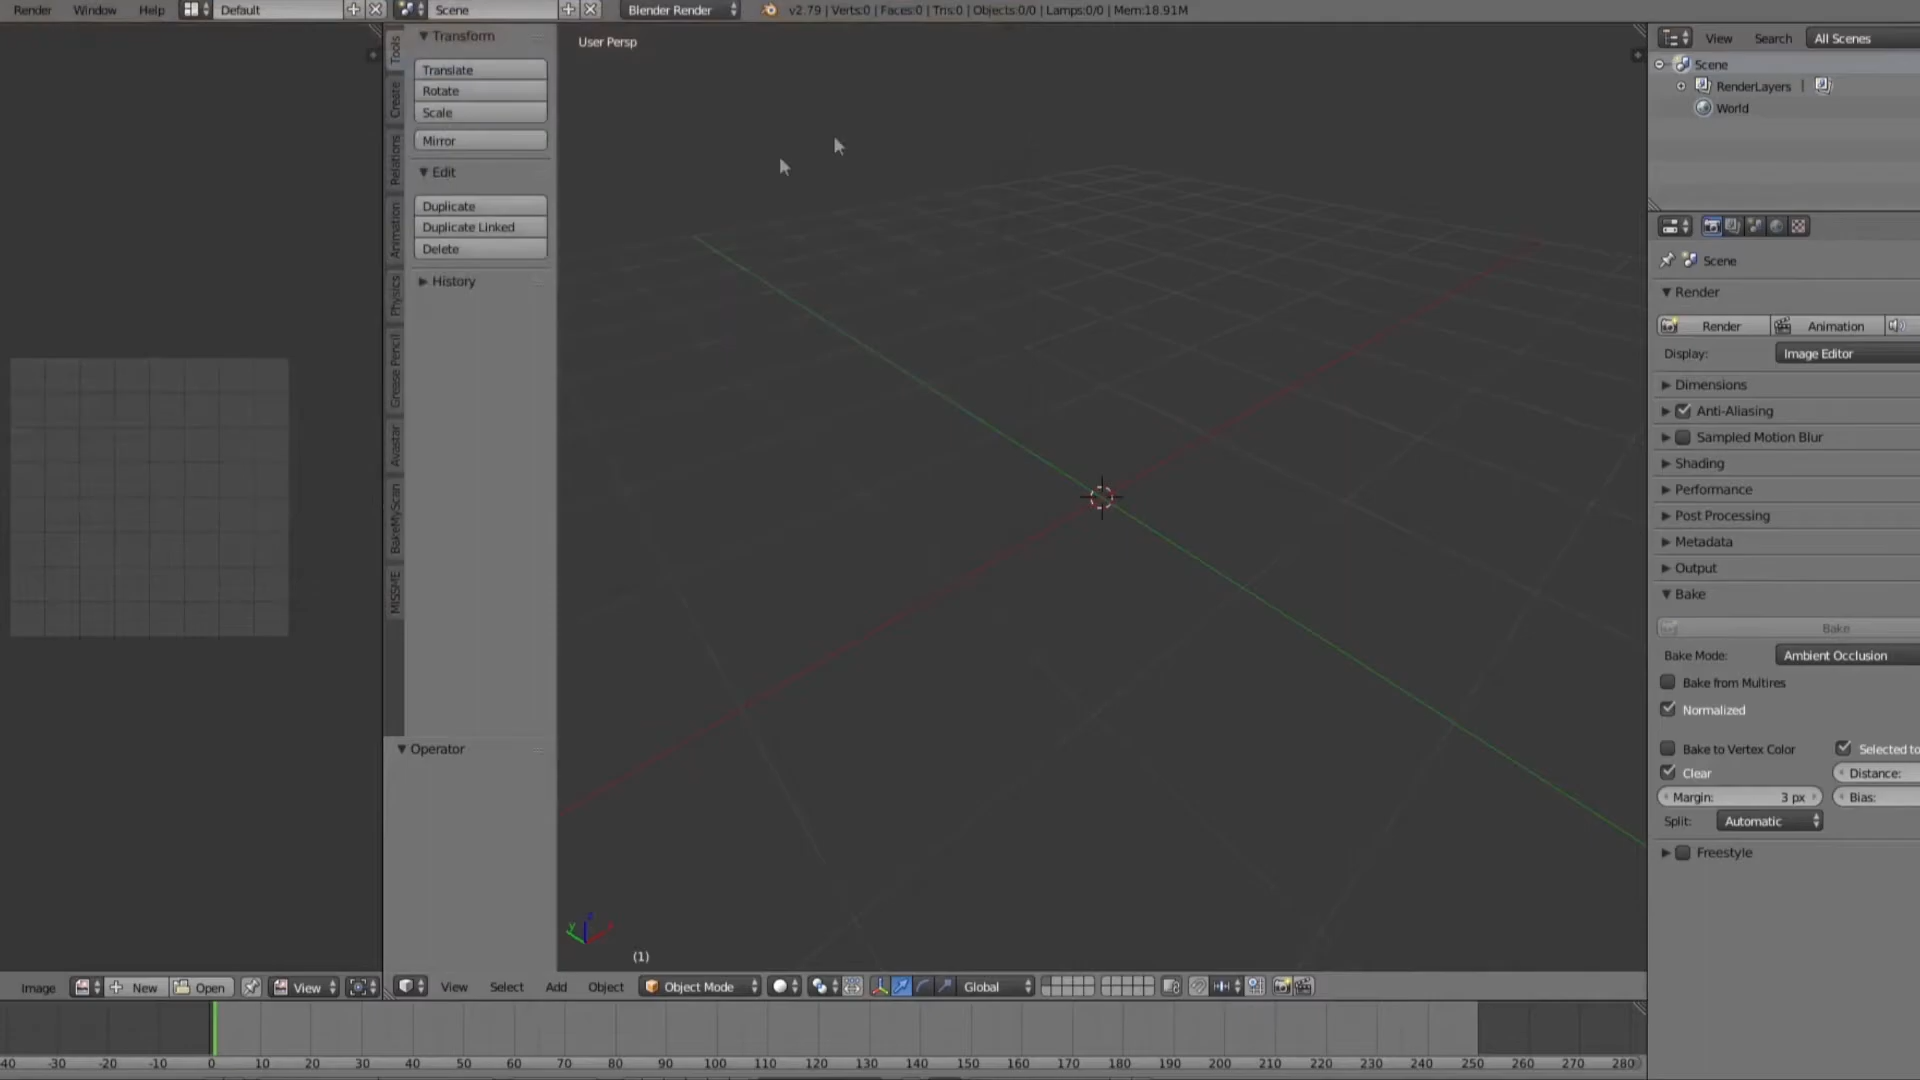 Render Window Help Default Scene Blender Render v2.79 | Verts:0 | Faces:0 | Tris:0 | Objects:0/0 | Lamps:0/0 | Mem:18.91M
Tools
Create
Relations
Animation
Physics
Grease Pencil
Avastar
BakeMyScan
MISSME
Transform
Translate
Rotate
Scale
Mirror
Edit
Duplicate
Duplicate Linked
Delete
History
Operator
User Persp
(1)
View Search All Scenes
Scene
RenderLayers |
World
Scene
Render
Render Animation
Display: Image Editor
Dimensions
Anti-Aliasing
Sampled Motion Blur
Shading
Performance
Post Processing
Metadata
Output
Bake
Bake
Bake Mode: Ambient Occlusion
Bake from Multires
Normalized
Bake to Vertex Color Selected to
Clear Distance:
Margin: 3 px Bias:
Split: Automatic
Freestyle
Image New Open View
View Select Add Object Object Mode Global
-40 -30 -20 -10 0 10 20 30 40 50 60 70 80 90 100 110 120 130 140 150 160 170 180 190 200 210 220 230 240 250 260 270 280